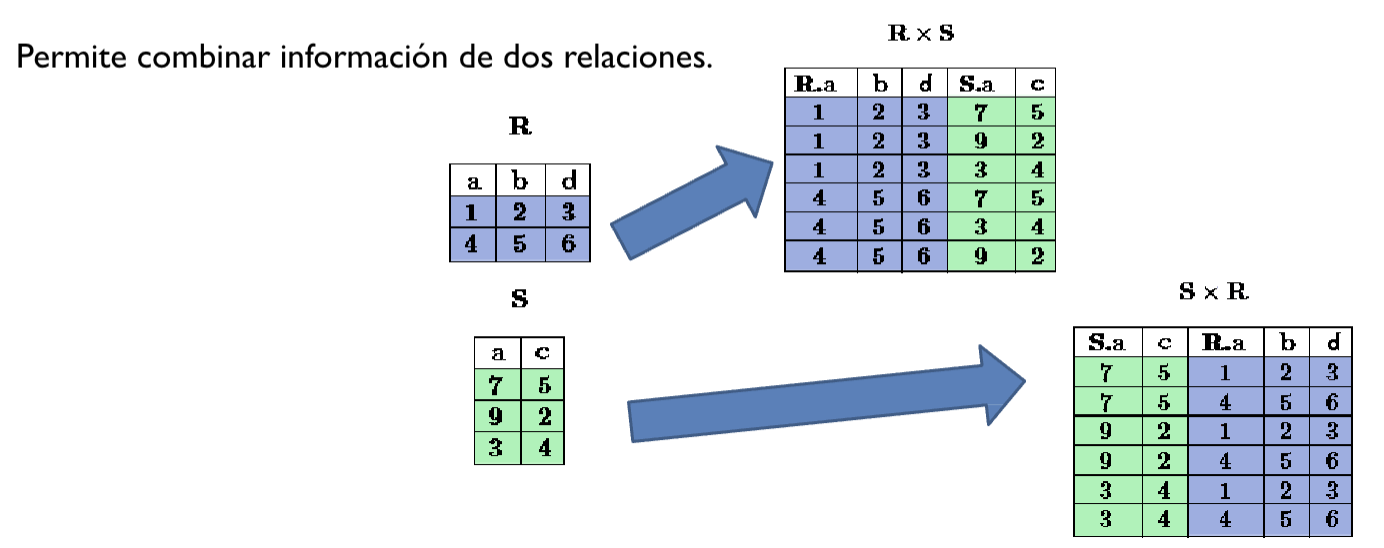 Permite combinar información de dos relaciones.
R
a b d
1 2 3
4 5 6
S
a c
7 5
9 2
3 4
R × S
R.a b d S.a c
1 2 3 7 5
1 2 3 9 2
1 2 3 3 4
4 5 6 7 5
4 5 6 3 4
4 5 6 9 2
S × R
S.a c R.a b d
7 5 1 2 3
7 5 4 5 6
9 2 1 2 3
9 2 4 5 6
3 4 1 2 3
3 4 4 5 6